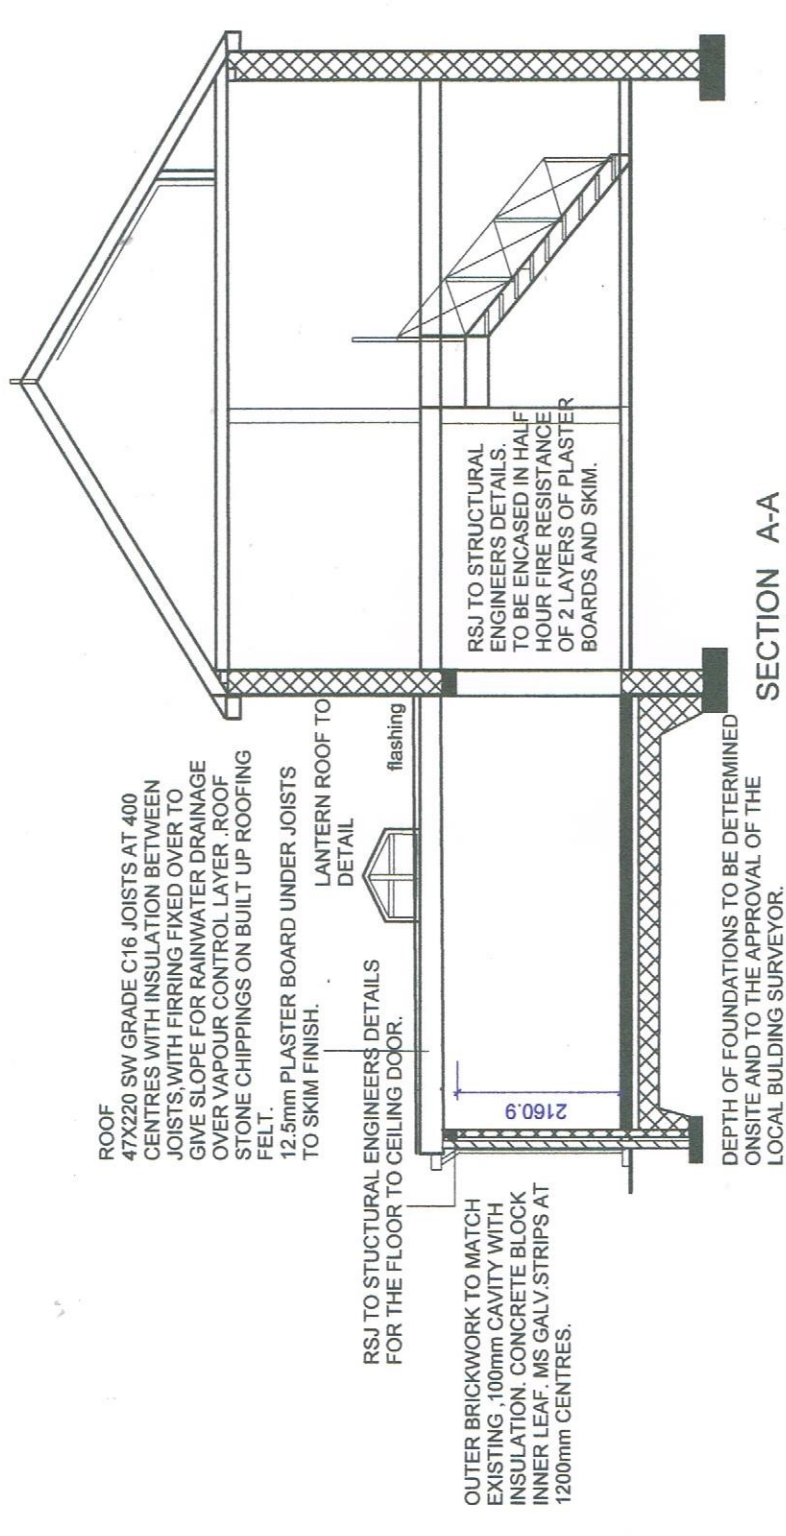 ROOF
47X220 SW GRADE C16 JOISTS AT 400
CENTRES WITH INSULATION BETWEEN
JOISTS,WITH FIRRING FIXED OVER TO
GIVE SLOPE FOR RAINWATER DRAINAGE
OVER VAPOUR CONTROL LAYER .ROOF
STONE CHIPPINGS ON BUILT UP ROOFING
FELT.
12.5mm PLASTER BOARD UNDER JOISTS
TO SKIM FINISH.
LANTERN ROOF TO
DETAIL
flashing
RSJ TO STUCTURAL ENGINEERS DETAILS
FOR THE FLOOR TO CEILING DOOR.
OUTER BRICKWORK TO MATCH
EXISTING ,100mm CAVITY WITH
INSULATION. CONCRETE BLOCK
INNER LEAF. MS GALV.STRIPS AT
1200mm CENTRES.
2160.9
RSJ TO STRUCTURAL
ENGINEERS DETAILS.
TO BE ENCASED IN HALF
HOUR FIRE RESISTANCE
OF 2 LAYERS OF PLASTER
BOARDS AND SKIM.
DEPTH OF FOUNDATIONS TO BE DETERMINED
ONSITE AND TO THE APPROVAL OF THE
LOCAL BULDING SURVEYOR.
SECTION A-A